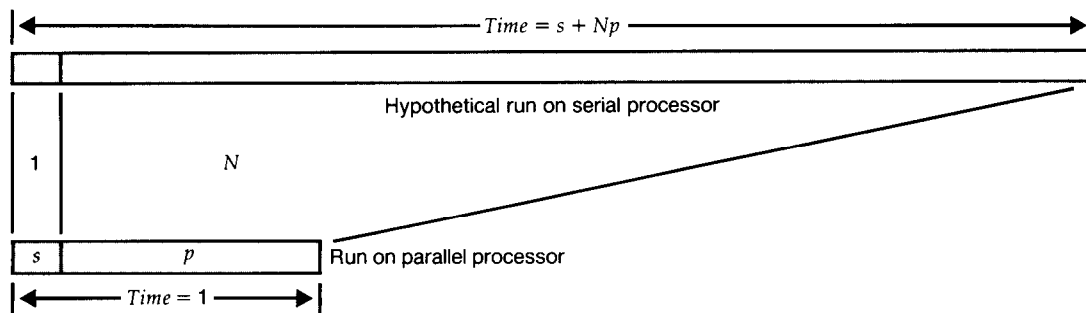 Time = s + Np
Hypothetical run on serial processor
1
N
s
p
Run on parallel processor
Time = 1